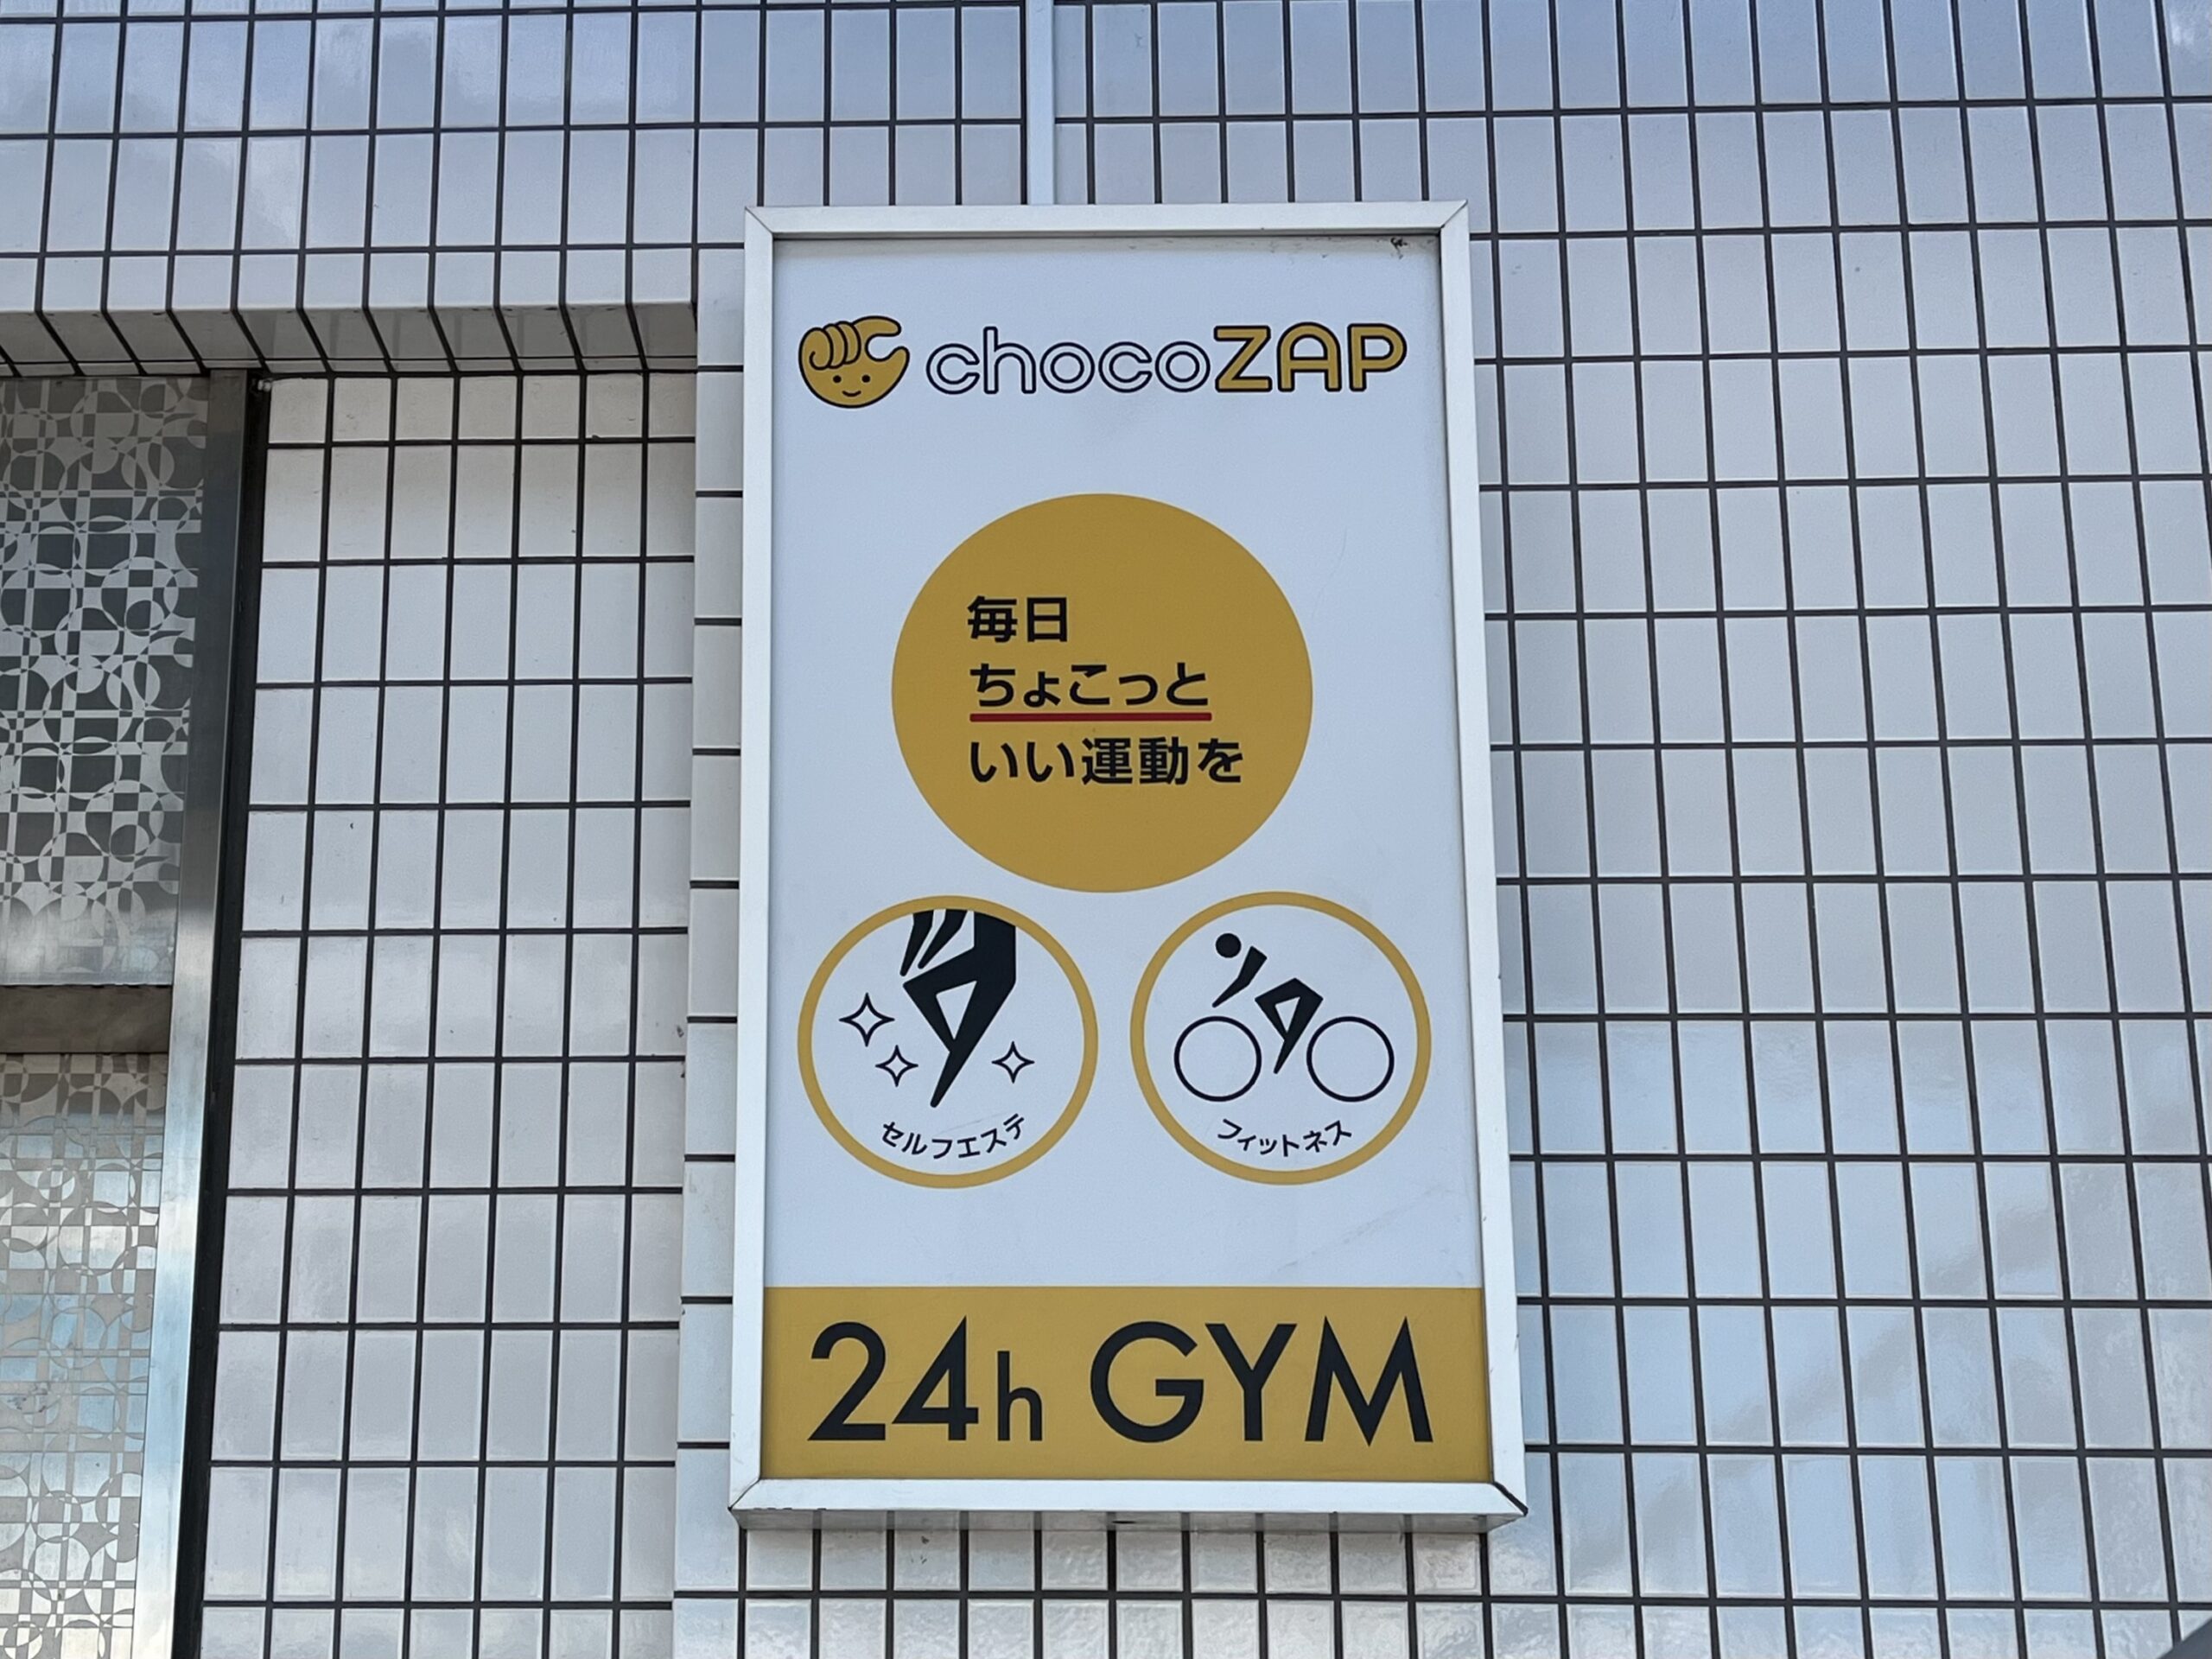 chocoZAP
毎日
ちょこっと
いい運動を
セルフエステ
フィットネス
24h GYM